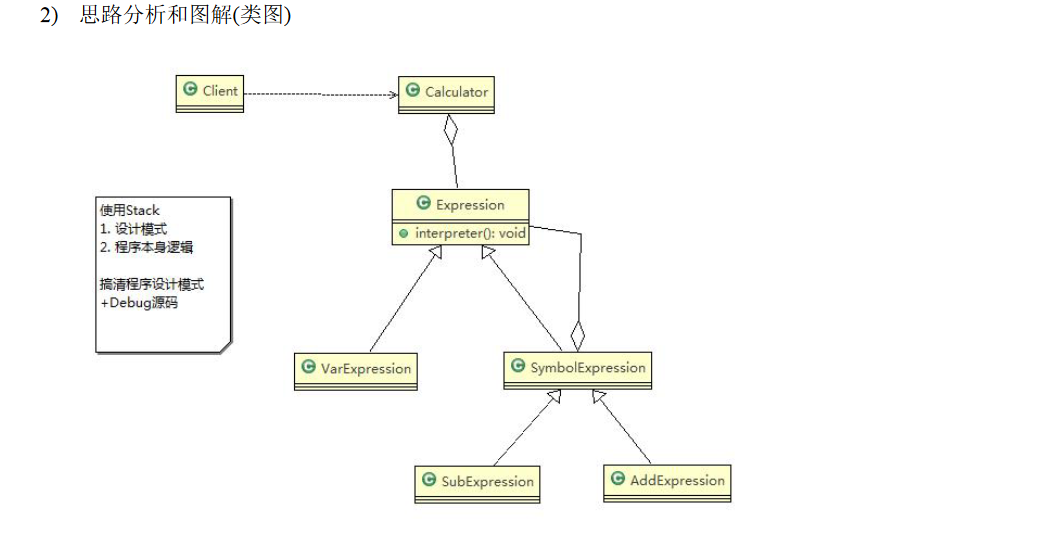 2) 思路分析和图解(类图)
Client
Calculator
Expression
interpreter(): void
使用Stack
1. 设计模式
2. 程序本身逻辑
搞清程序设计模式
+Debug源码
VarExpression
SymbolExpression
SubExpression
AddExpression